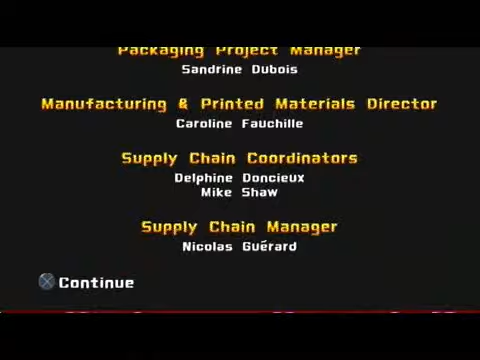 Packaging Project Manager
Sandrine Dubois
Manufacturing & Printed Materials Director
Caroline Fauchille
Supply Chain Coordinators
Delphine Doncieux
Mike Shaw
Supply Chain Manager
Nicolas Guérard
Continue